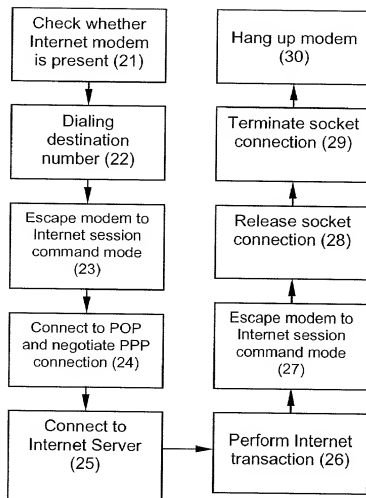 Check whether
Internet modem
is present (21)
Dialing
destination
number (22)
Escape modem to
Internet session
command mode
(23)
Connect to POP
and negotiate PPP
connection (24)
Connect to
Internet Server
(25)
Perform Internet
transaction (26)
Escape modem to
Internet session
command mode
(27)
Release socket
connection (28)
Terminate socket
connection (29)
Hang up modem
(30)